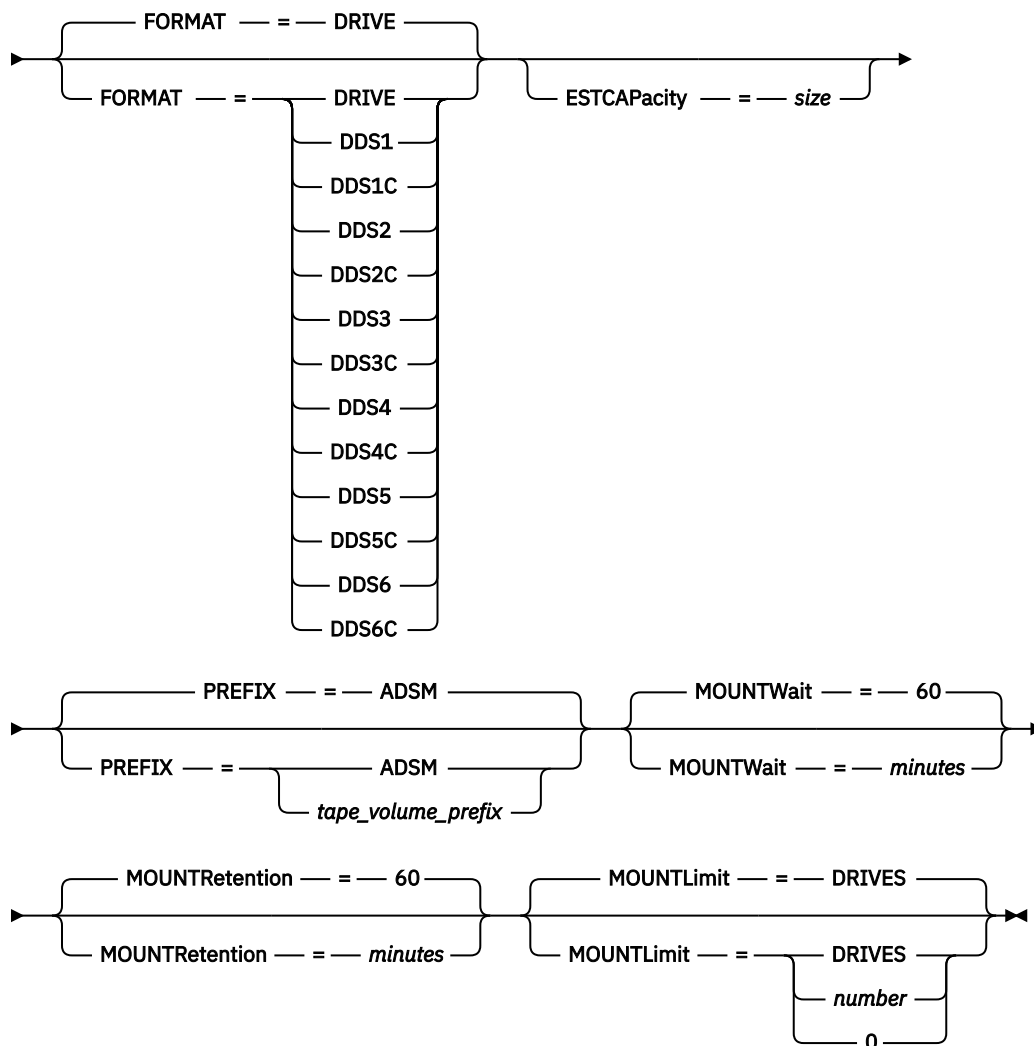 FORMAT = DRIVE
FORMAT = DRIVE ESTCAPacity = size
DDS1
DDS1C
DDS2
DDS2C
DDS3
DDS3C
DDS4
DDS4C
DDS5
DDS5C
DDS6
DDS6C
PREFIX = ADSM MOUNTWait = 60
PREFIX = ADSM MOUNTWait = minutes
tape_volume_prefix
MOUNTRetention = 60 MOUNTLimit = DRIVES
MOUNTRetention = minutes MOUNTLimit = DRIVES
number
0